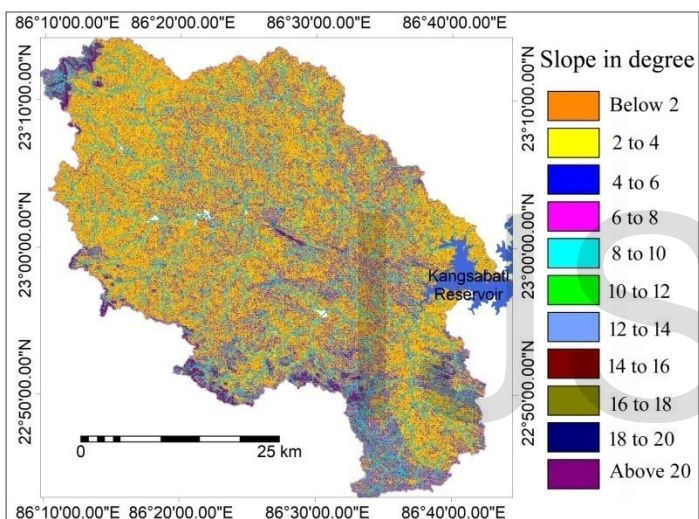 86°10'00.00"E 86°20'00.00"E 86°30'00.00"E 86°40'00.00"E
Slope in degree
Below 2
2 to 4
4 to 6
6 to 8
8 to 10
10 to 12
12 to 14
14 to 16
16 to 18
18 to 20
Above 20
23°10'00.00"N
23°00'00.00"N
22°50'00.00"N
23°10'00.00"N
23°00'00.00"N
22°50'00.00"N
Kangsabati
Reservoir
0 25 km
86°10'00.00"E 86°20'00.00"E 86°30'00.00"E 86°40'00.00"E